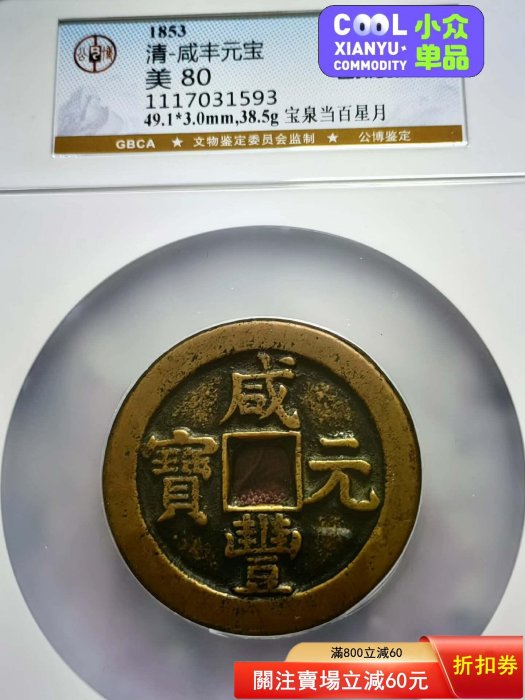 1853
清-咸丰元宝
美 80
1117031593
49.1*3.0mm,38.5g 宝泉当百星月
GBCA ★ 文物鉴定委员会监制 ★ 公博鉴定
公博
COOL 小众
XIANYU 单品
COMMODITY
咸
寶 元
豐
滿800立減60
關注賣場立減60元 折扣券